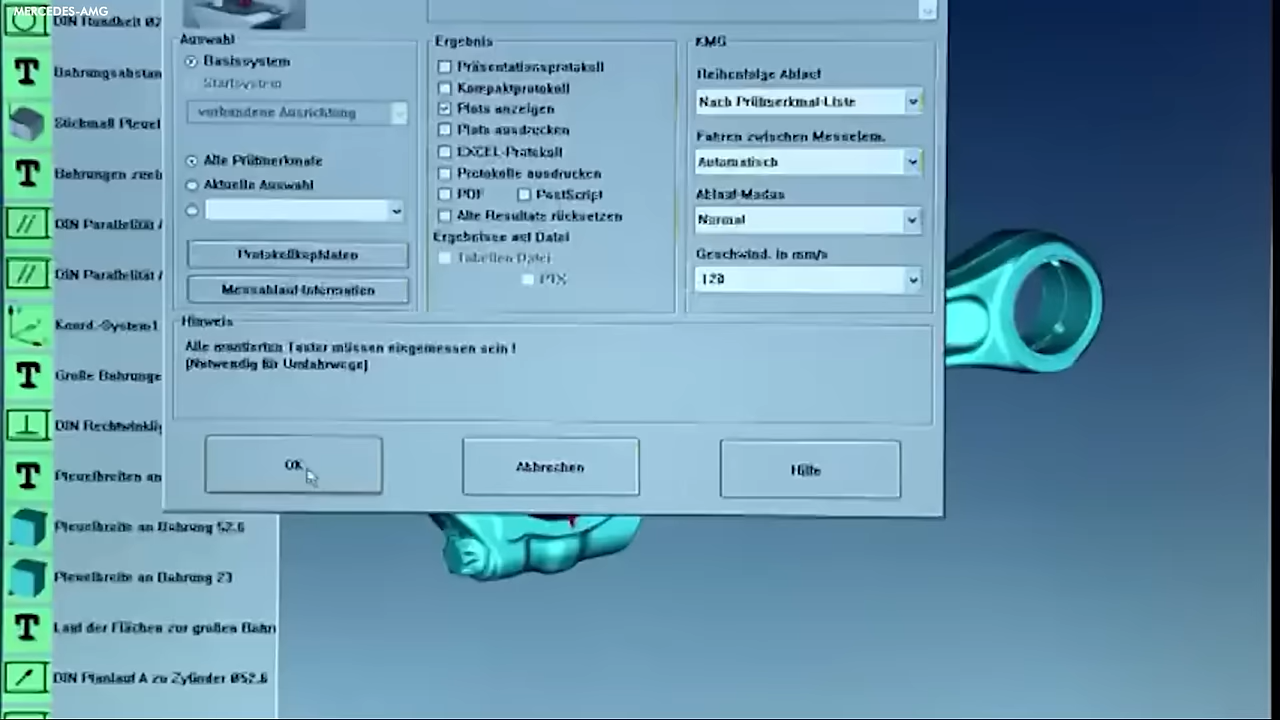 MERCEDES-AMG
DIN Rundheit
Bohrungsabstan
Stichmaß Pleuel
Bohrungen
DIN Parallelität
DIN Parallelität
Koord.-System1
Große Bohrunge
DIN Rechtwinklig
Pleuelbreiten an
Pleuelbreite an Bohrung 52.6
Pleuelbreite an Bohrung 23
Lauf der Flächen zur großen Bohr
DIN Planlauf A zu Zylinder Ø52.6
Auswahl
Basissystem
Startsystem
vorhandene Ausrichtung
Alle Prüfmerkmale
Aktuelle Auswahl
Protokollkopfdaten
Messablauf-Information
Ergebnis
Präsentationsprotokoll
Kompaktprotokoll
Plots anzeigen
Plots ausdrucken
EXCEL-Protokoll
Protokolle ausdrucken
PDF
PostScript
Alte Resultate rücksetzen
Ergebnisse auf Datei
Tabellen Datei
PTX
KMG
Reihenfolge Ablauf
Nach Prüfmerkmal-Liste
Fahren zwischen Messelem.
Automatisch
Ablauf-Modus
Normal
Geschwind. in mm/s
120
Hinweis
Alle montierten Taster müssen eingemessen sein !
(Notwendig für Umfahrwege)
OK
Abbrechen
Hilfe